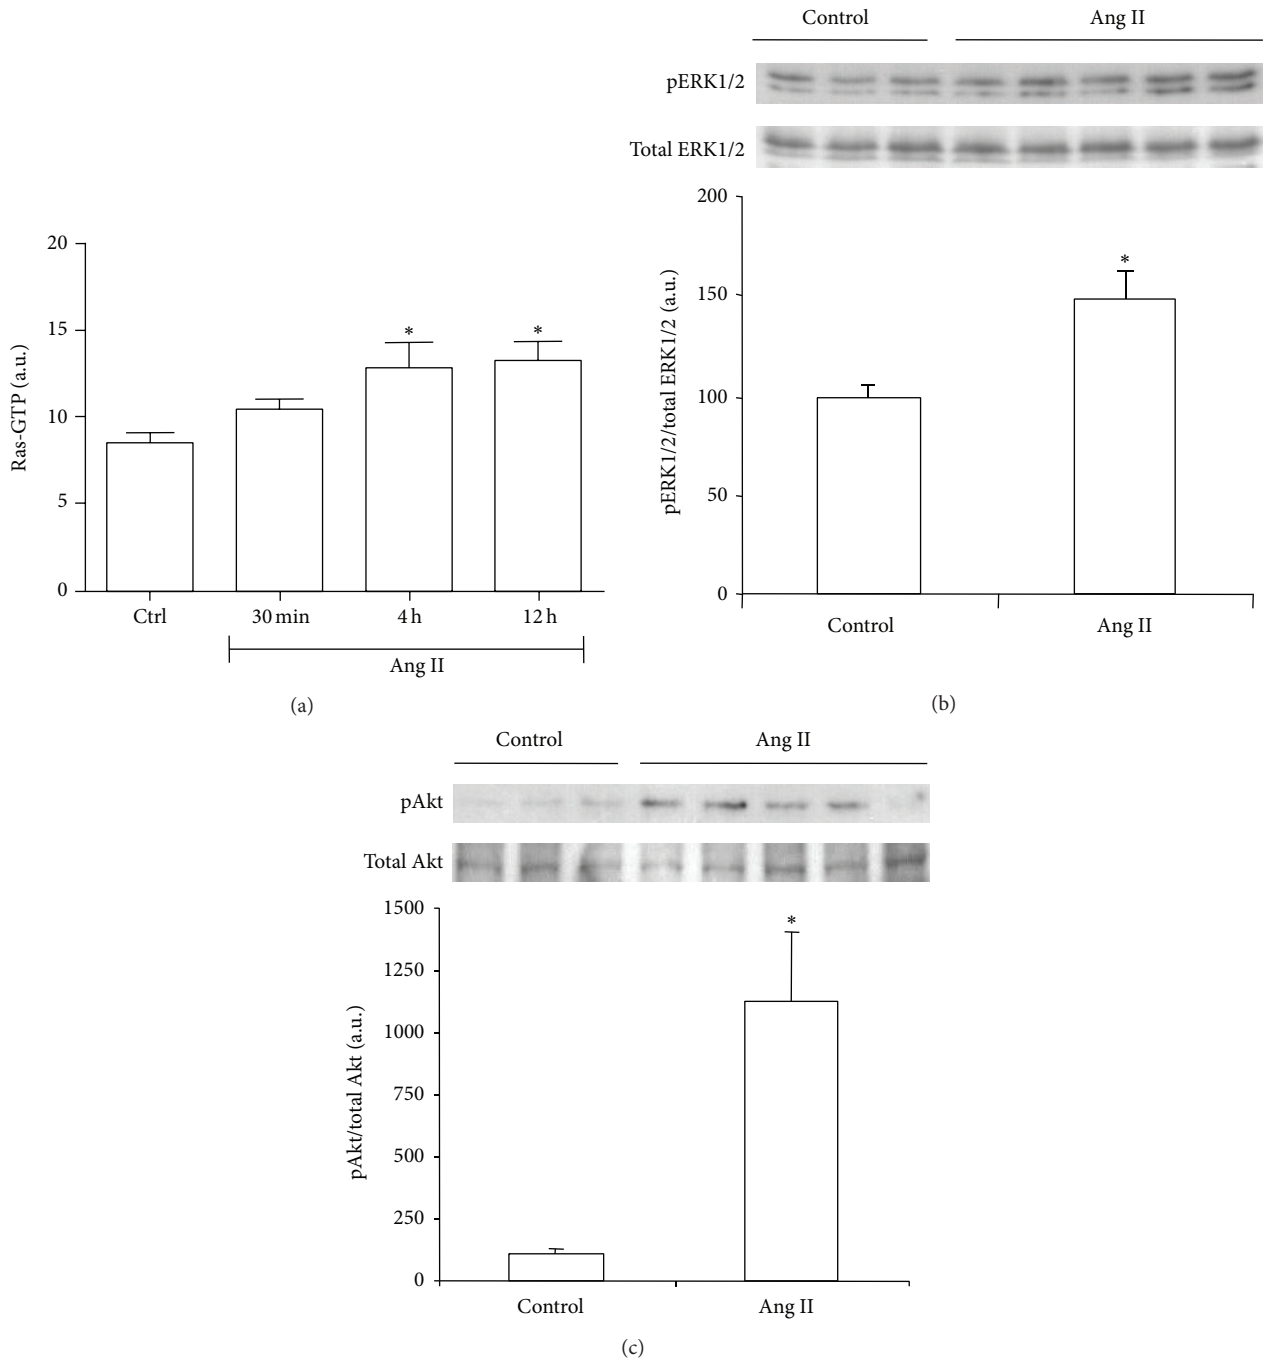 Control Ang II
pERK1/2
Total ERK1/2
200
150
100
50
0
pERK1/2/total ERK1/2 (a.u.)
*
Control Ang II
(b)
20
15
10
5
0
Ras-GTP (a.u.)
* *
Ctrl 30 min 4 h 12 h
Ang II
(a)
Control Ang II
pAkt
Total Akt
1500
1250
1000
750
500
250
0
pAkt/total Akt (a.u.)
*
Control Ang II
(c)